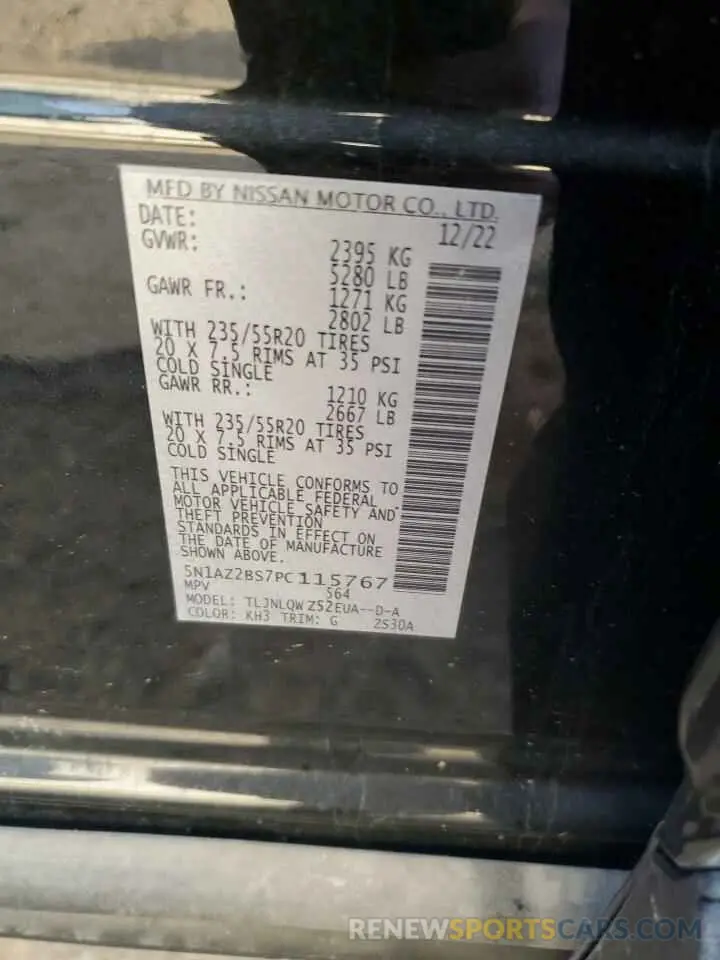 MFD BY NISSAN MOTOR CO., LTD.
DATE: 12/22
GVWR: 2395 KG
5280 LB
GAWR FR.: 1271 KG
2802 LB
WITH 235/55R20 TIRES
20 X 7.5 RIMS AT 35 PSI
COLD SINGLE
GAWR RR.: 1210 KG
2667 LB
WITH 235/55R20 TIRES
20 X 7.5 RIMS AT 35 PSI
COLD SINGLE
THIS VEHICLE CONFORMS TO
ALL APPLICABLE FEDERAL
MOTOR VEHICLE SAFETY AND
THEFT PREVENTION
STANDARDS IN EFFECT ON
THE DATE OF MANUFACTURE
SHOWN ABOVE.
5N1AZ2BS7PC115767
MPV 564
MODEL: TLJNLQW Z52EUA--D-A
COLOR: KH3 TRIM: G 2S30A
RENEWSPORTSCARS.COM